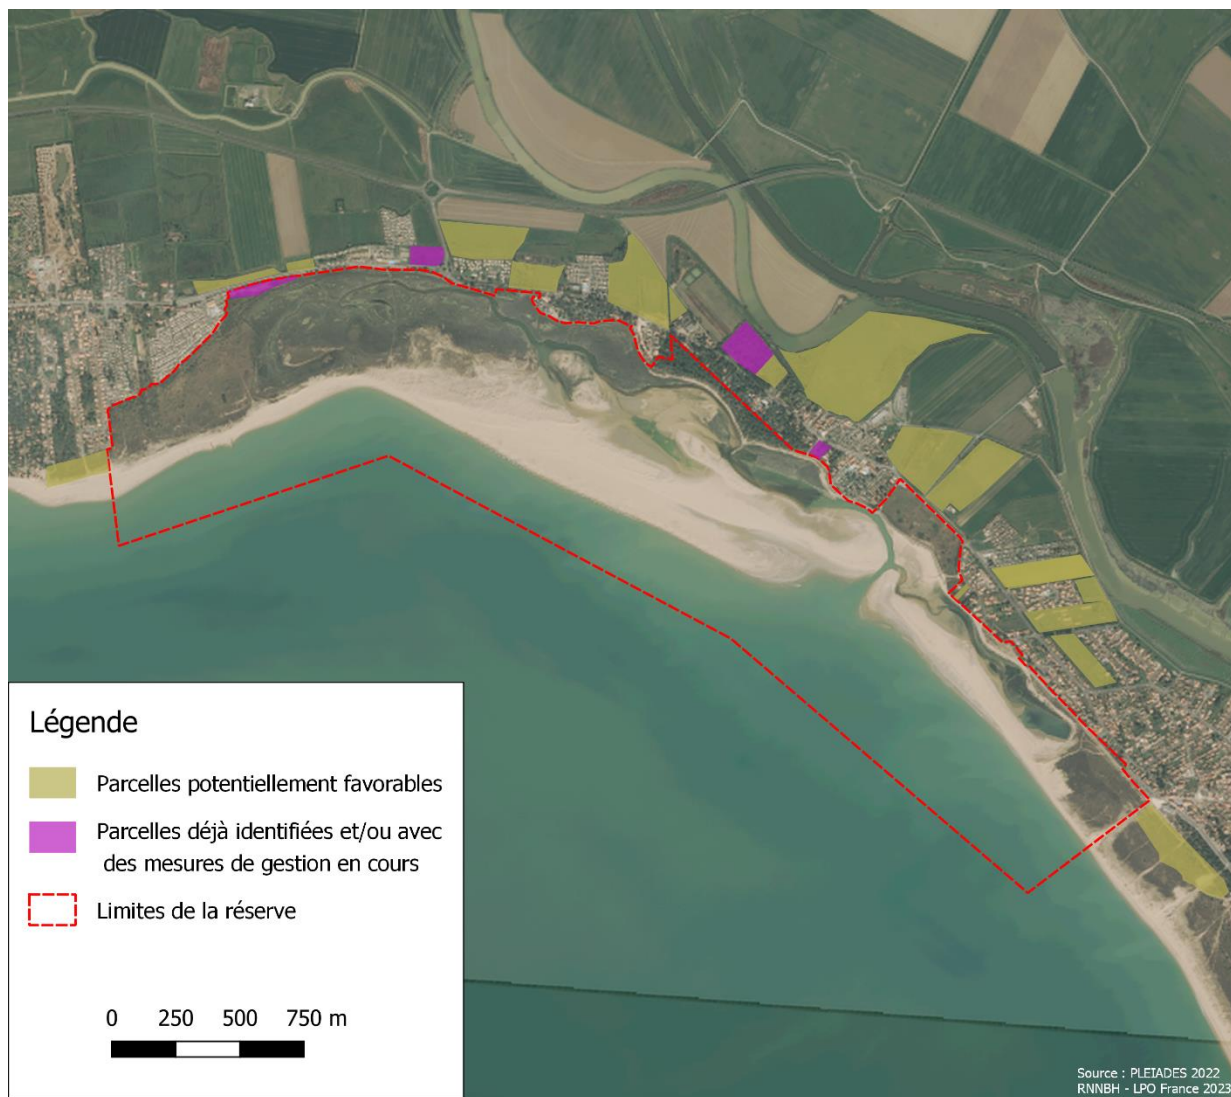 Légende
Parcelles potentiellement favorables
Parcelles déjà identifiées et/ou avec
des mesures de gestion en cours
Limites de la réserve
0 250 500 750 m
Source : PLEIADES 2022
RNNBH - LPO France 2023